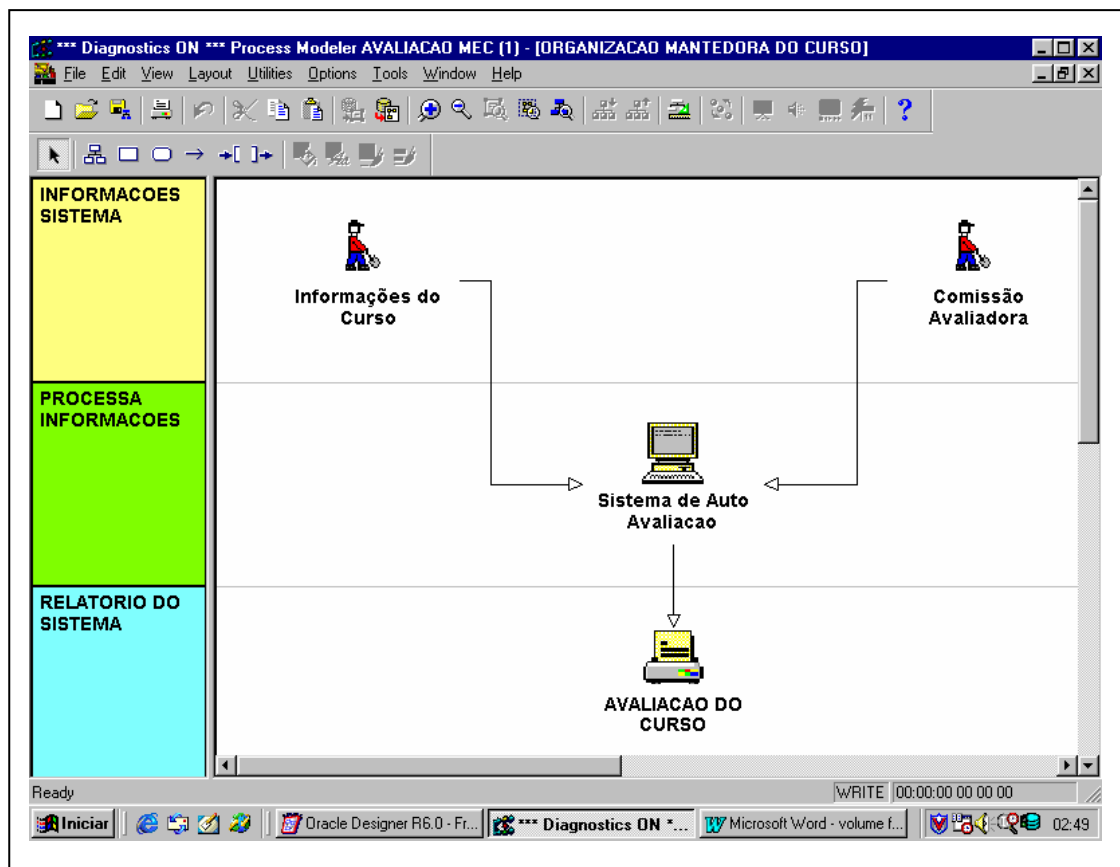 *** Diagnostics ON *** Process Modeler AVALIACAO MEC (1) - [ORGANIZACAO MANTEDORA DO CURSO]
File Edit View Layout Utilities Options Tools Window Help
INFORMACOES
SISTEMA
Informações do
Curso
Comissão
Avaliadora
PROCESSA
INFORMACOES
Sistema de Auto
Avaliacao
RELATORIO DO
SISTEMA
AVALIACAO DO
CURSO
Ready WRITE 00:00:00 00 00 00
Iniciar Oracle Designer R6.0 - Fr... *** Diagnostics ON *... Microsoft Word - volume f... 02:49